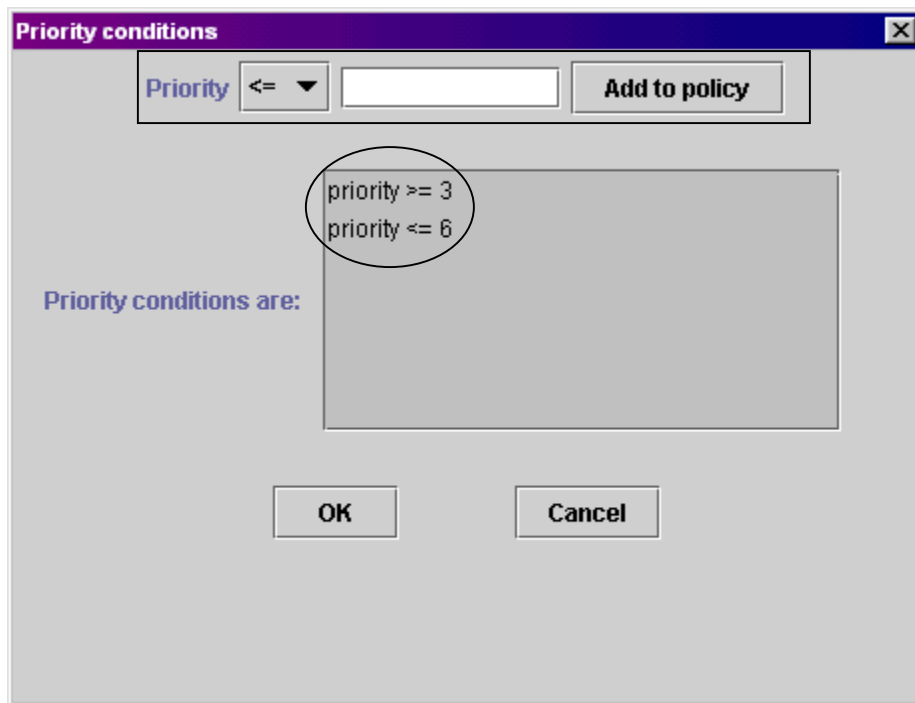 Priority conditions
Priority <= Add to policy
priority >= 3
priority <= 6
Priority conditions are:
OK Cancel